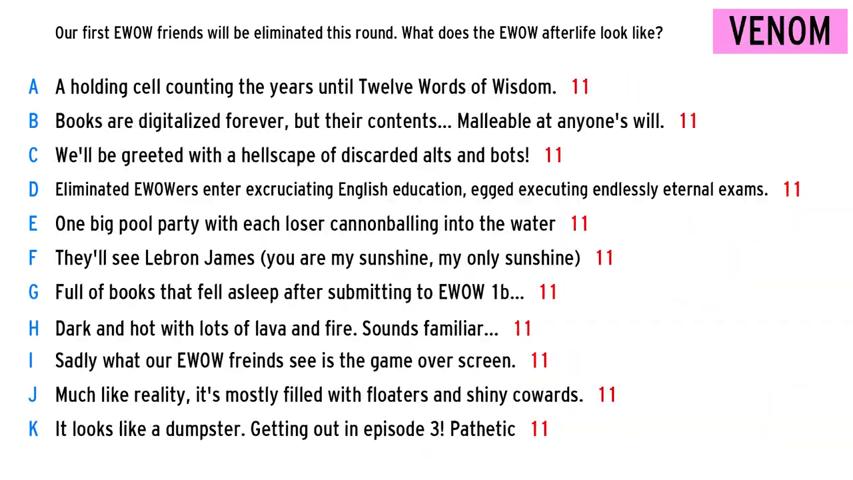 Our first EWOW friends will be eliminated this round. What does the EWOW afterlife look like?
VENOM
A A holding cell counting the years until Twelve Words of Wisdom. 11
B Books are digitalized forever, but their contents... Malleable at anyone's will. 11
C We'll be greeted with a hellscape of discarded alts and bots! 11
D Eliminated EWOWers enter excruciating English education, egged executing endlessly eternal exams. 11
E One big pool party with each loser cannonballing into the water 11
F They'll see Lebron James (you are my sunshine, my only sunshine) 11
G Full of books that fell asleep after submitting to EWOW 1b... 11
H Dark and hot with lots of lava and fire. Sounds familiar... 11
I Sadly what our EWOW freinds see is the game over screen. 11
J Much like reality, it's mostly filled with floaters and shiny cowards. 11
K It looks like a dumpster. Getting out in episode 3! Pathetic 11